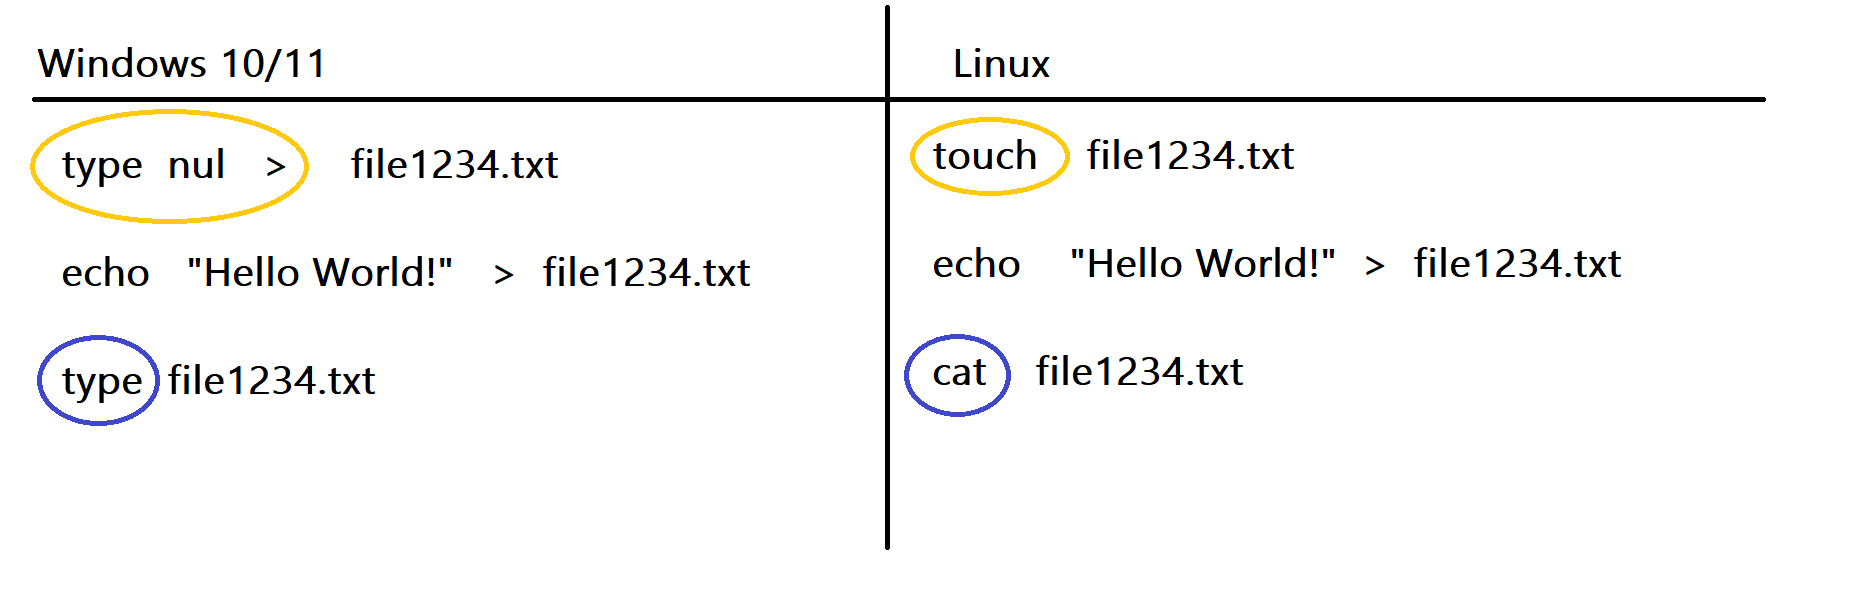 Windows 10/11
type nul > file1234.txt
echo "Hello World!" > file1234.txt
type file1234.txt
Linux
touch file1234.txt
echo "Hello World!" > file1234.txt
cat file1234.txt